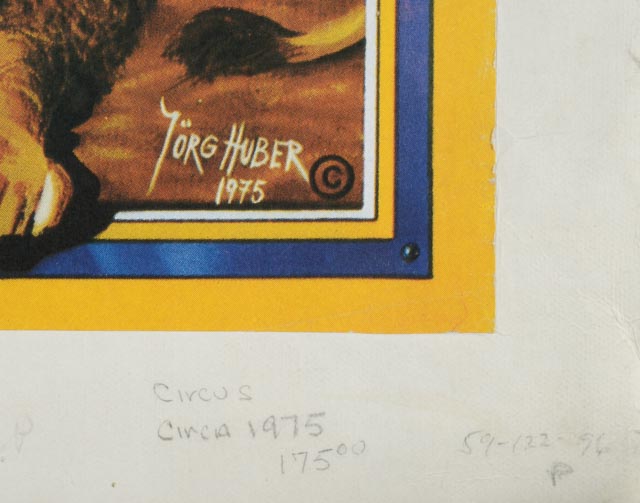 JÖRG HUBER ©
1975
Circus
Circa 1975
175⁰⁰
59-122-96
P